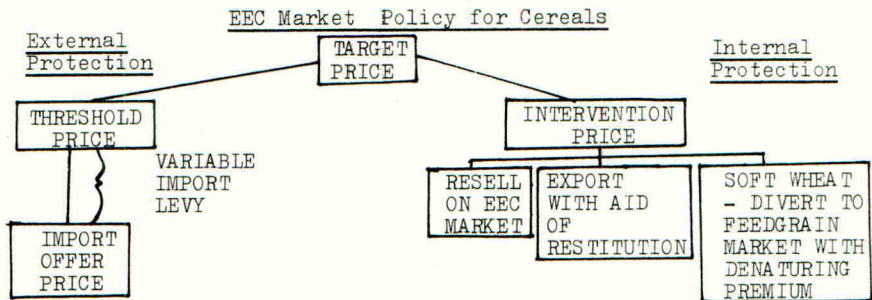 EEC Market Policy for Cereals
External
Protection
TARGET
PRICE
Internal
Protection
THRESHOLD
PRICE
VARIABLE
IMPORT
LEVY
IMPORT
OFFER
PRICE
INTERVENTION
PRICE
RESELL
ON EEC
MARKET
EXPORT
WITH AID
OF
RESTITUTION
SOFT WHEAT
- DIVERT TO
FEEDGRAIN
MARKET WITH
DENATURING
PREMIUM